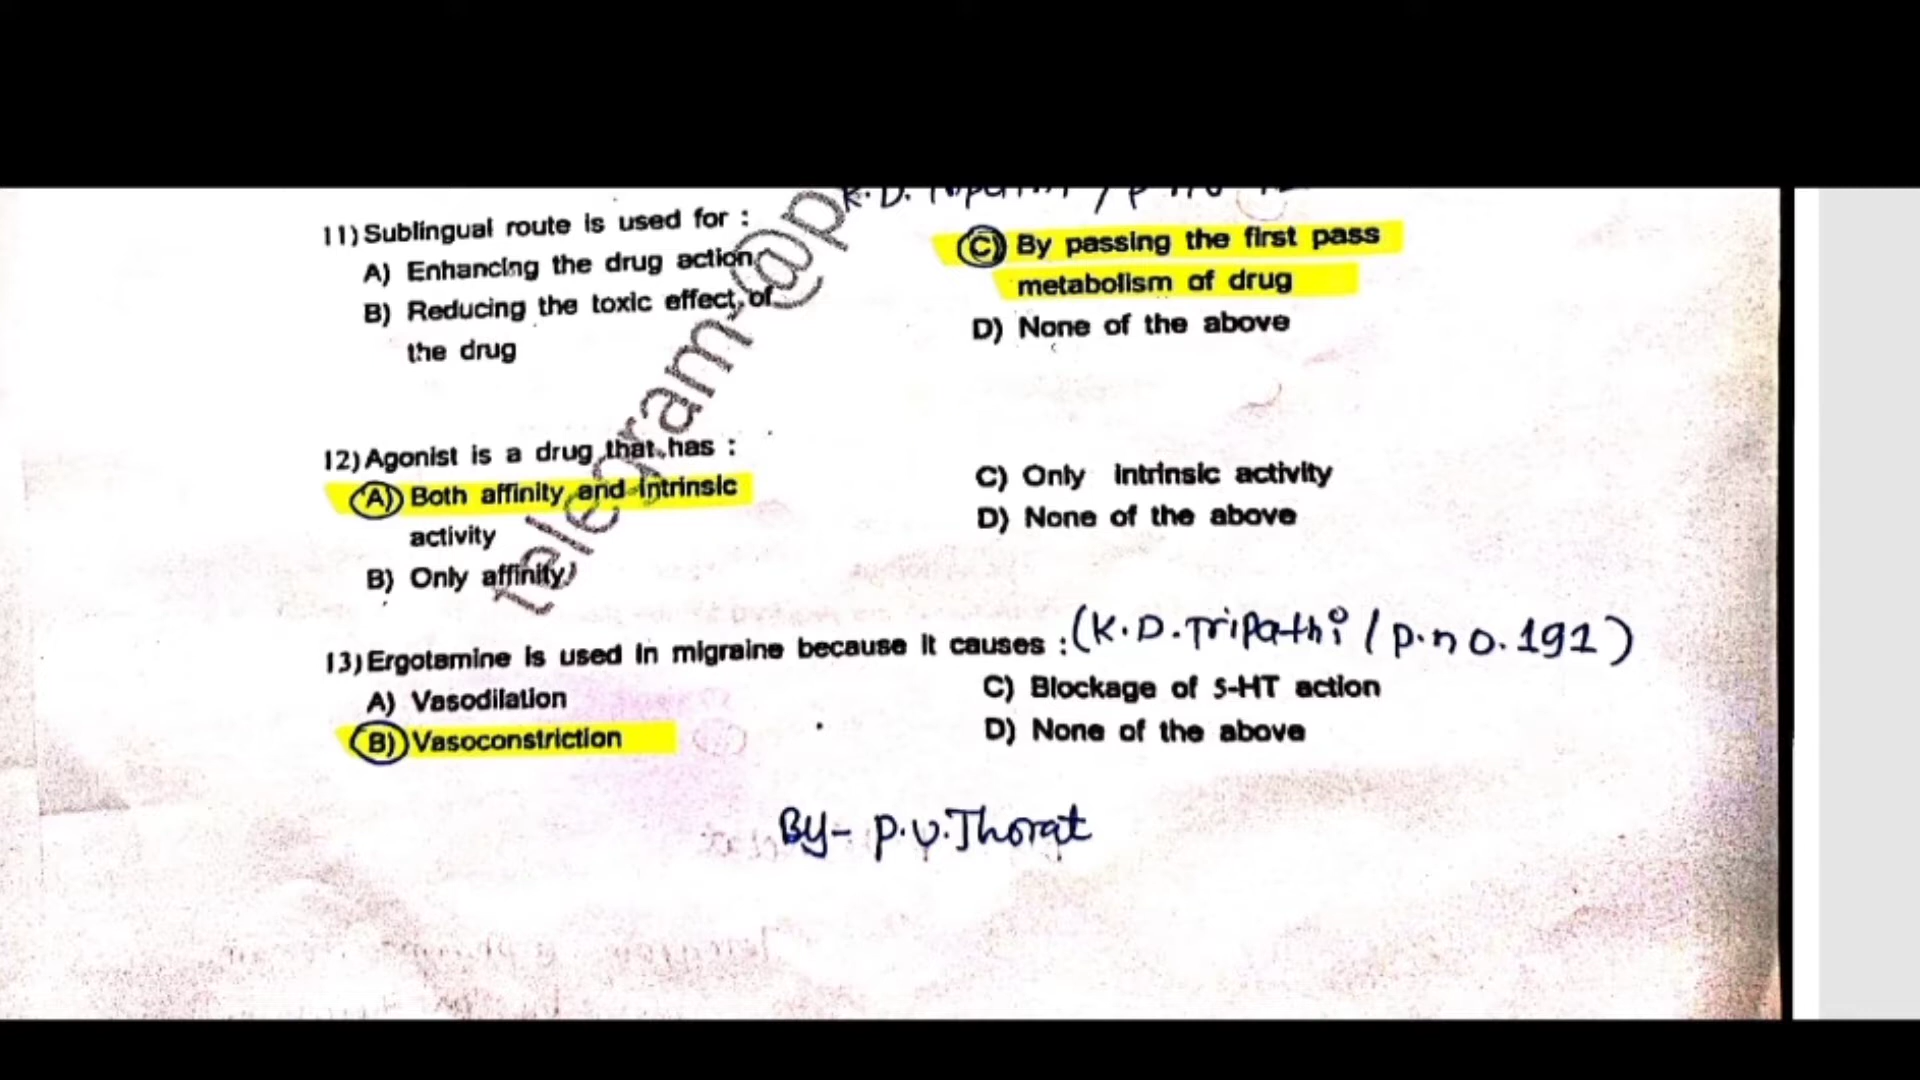 K.D. Tripathi / p.no
11) Sublingual route is used for :
A) Enhancing the drug action
B) Reducing the toxic effect of
the drug
C) By passing the first pass
metabolism of drug
D) None of the above
12) Agonist is a drug that has :
A) Both affinity and intrinsic
activity
B) Only affinity
C) Only intrinsic activity
D) None of the above
13) Ergotamine is used in migraine because it causes : (K.D.Tripathi / p.no.191)
A) Vasodilation
B) Vasoconstriction
C) Blockage of 5-HT action
D) None of the above
By- P.V.Thorat
telegram-@p